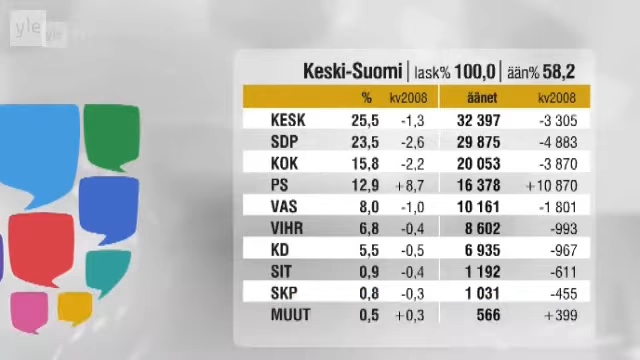 yle
yle
Keski-Suomi | lask% 100,0 | ään% 58,2
% kv2008 äänet kv2008
KESK 25,5 -1,3 32 397 -3 305
SDP 23,5 -2,6 29 875 -4 883
KOK 15,8 -2,2 20 053 -3 870
PS 12,9 +8,7 16 378 +10 870
VAS 8,0 -1,0 10 161 -1 801
VIHR 6,8 -0,4 8 602 -993
KD 5,5 -0,5 6 935 -967
SIT 0,9 -0,4 1 192 -611
SKP 0,8 -0,3 1 031 -455
MUUT 0,5 +0,3 566 +399